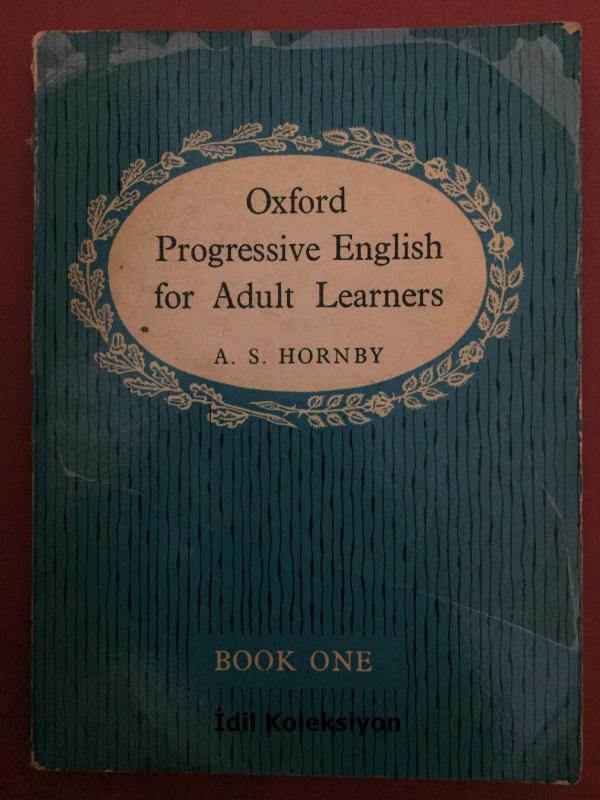 Oxford
Progressive English
for Adult Learners
A. S. HORNBY
BOOK ONE
İdil Koleksiyon